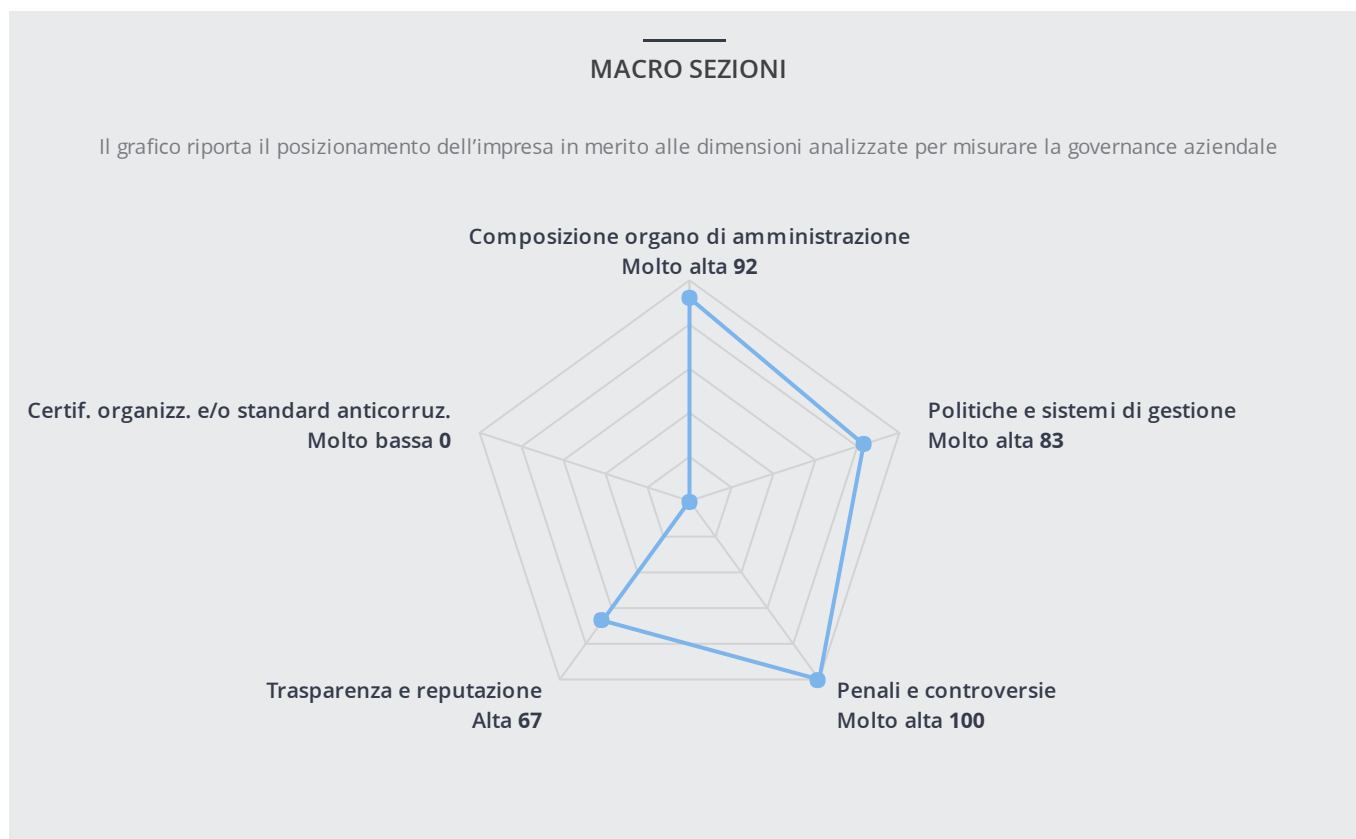 MACRO SEZIONI
Il grafico riporta il posizionamento dell’impresa in merito alle dimensioni analizzate per misurare la governance aziendale
Composizione organo di amministrazione
Molto alta 92
Certif. organizz. e/o standard anticorruz.
Molto bassa 0
Politiche e sistemi di gestione
Molto alta 83
Trasparenza e reputazione
Alta 67
Penali e controversie
Molto alta 100